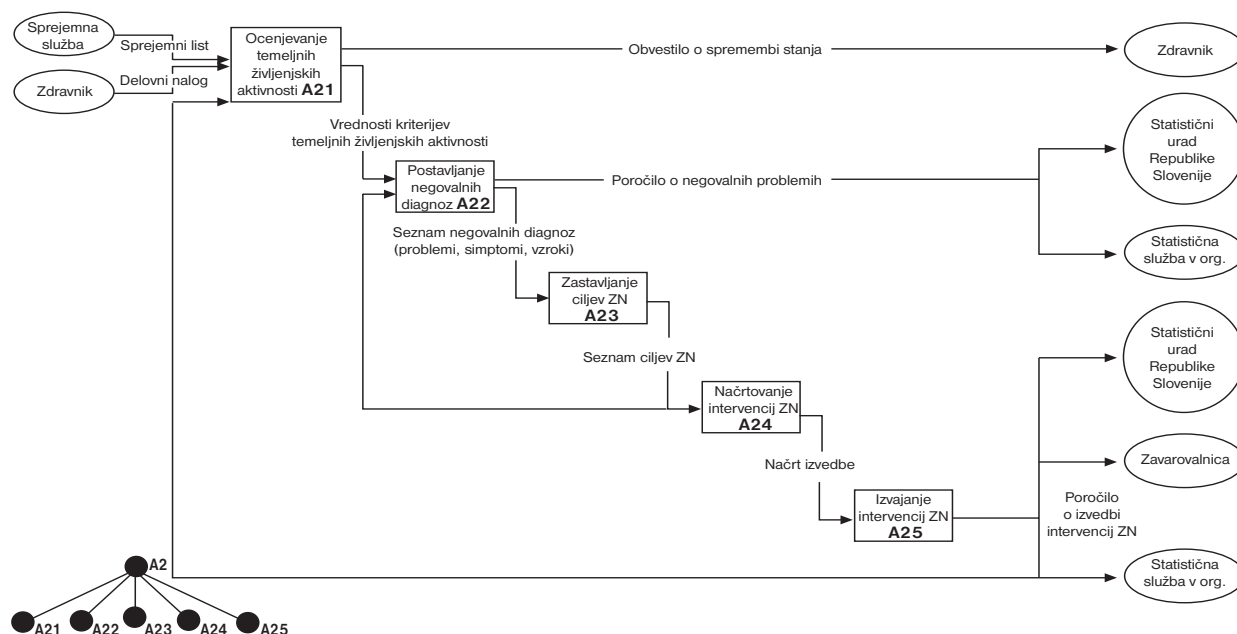 Sprejemna
služba
Sprejemni list
Zdravnik
Delovni nalog
Ocenjevanje
temeljnih
življenjskih
aktivnosti A21
Obvestilo o spremembi stanja
Zdravnik
Vrednosti kriterijev
temeljnih življenjskih aktivnosti
Postavljanje
negovalnih
diagnoz A22
Poročilo o negovalnih problemih
Statistični
urad
Republike
Slovenije
Statistična
služba v org.
Seznam negovalnih diagnoz
(problemi, simptomi, vzroki)
Zastavljanje
ciljev ZN
A23
Seznam ciljev ZN
Načrtovanje
intervencij ZN
A24
Načrt izvedbe
Izvajanje
intervencij ZN
A25
Statistični
urad
Republike
Slovenije
Zavarovalnica
Poročilo
o izvedbi
intervencij ZN
Statistična
služba v org.
A2
A21 A22 A23 A24 A25